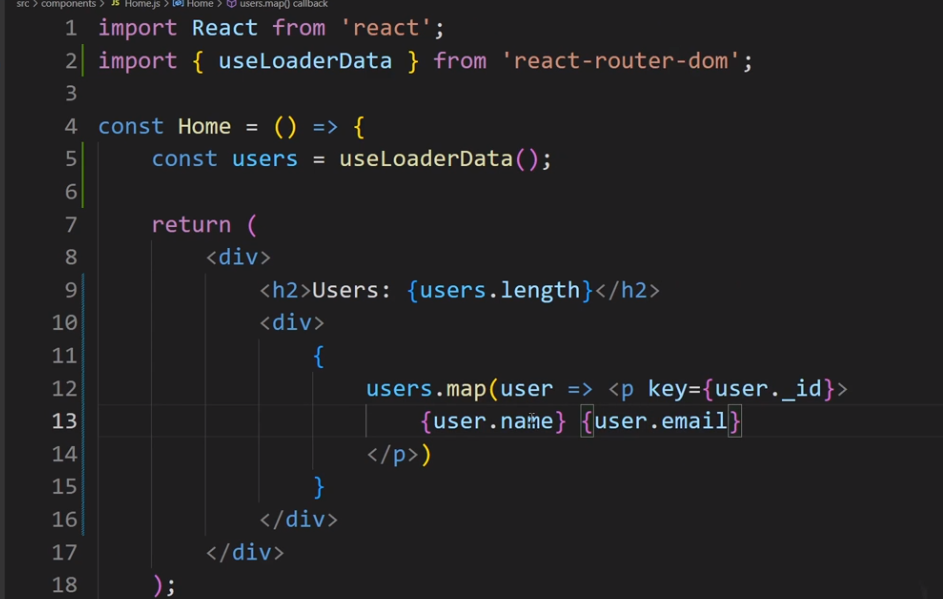 src > components > JS Home.js > Home > users.map() callback
1 import React from 'react';
2 import { useLoaderData } from 'react-router-dom';
3
4 const Home = () => {
5     const users = useLoaderData();
6
7     return (
8         <div>
9             <h2>Users: {users.length}</h2>
10             <div>
11                 {
12                     users.map(user => <p key={user._id}>
13                         {user.name} {user.email}
14                     </p>)
15                 }
16             </div>
17         </div>
18     );